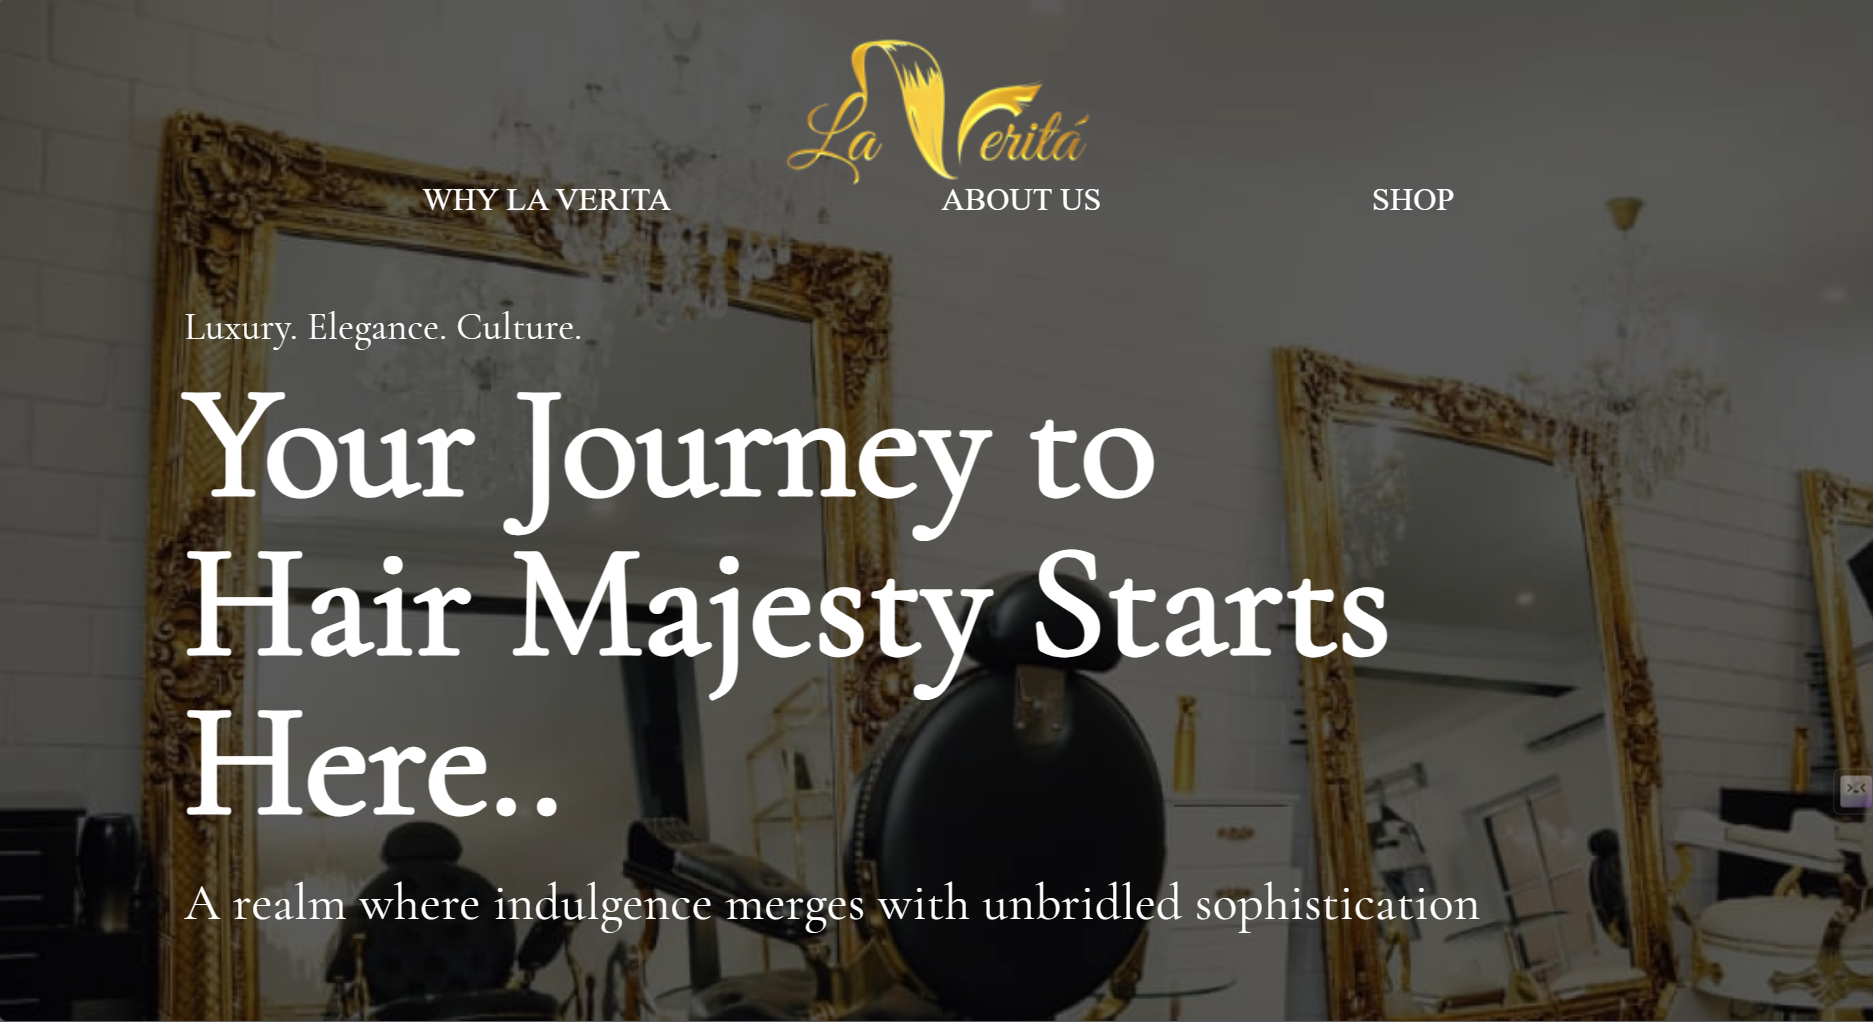 La Veritá
WHY LA VERITA ABOUT US SHOP
Luxury. Elegance. Culture.
Your Journey to
Hair Majesty Starts
Here..
A realm where indulgence merges with unbridled sophistication